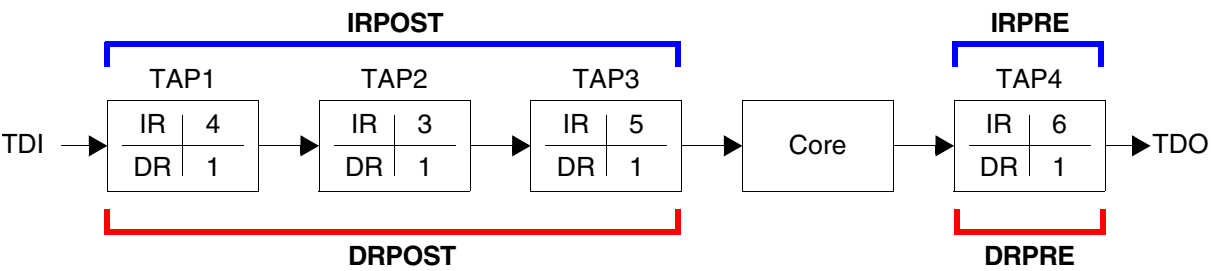 IRPOST IRPRE
TAP1 TAP2 TAP3 TAP4
IR 4 IR 3 IR 5 IR 6
TDI Core TDO
DR 1 DR 1 DR 1 DR 1
DRPOST DRPRE